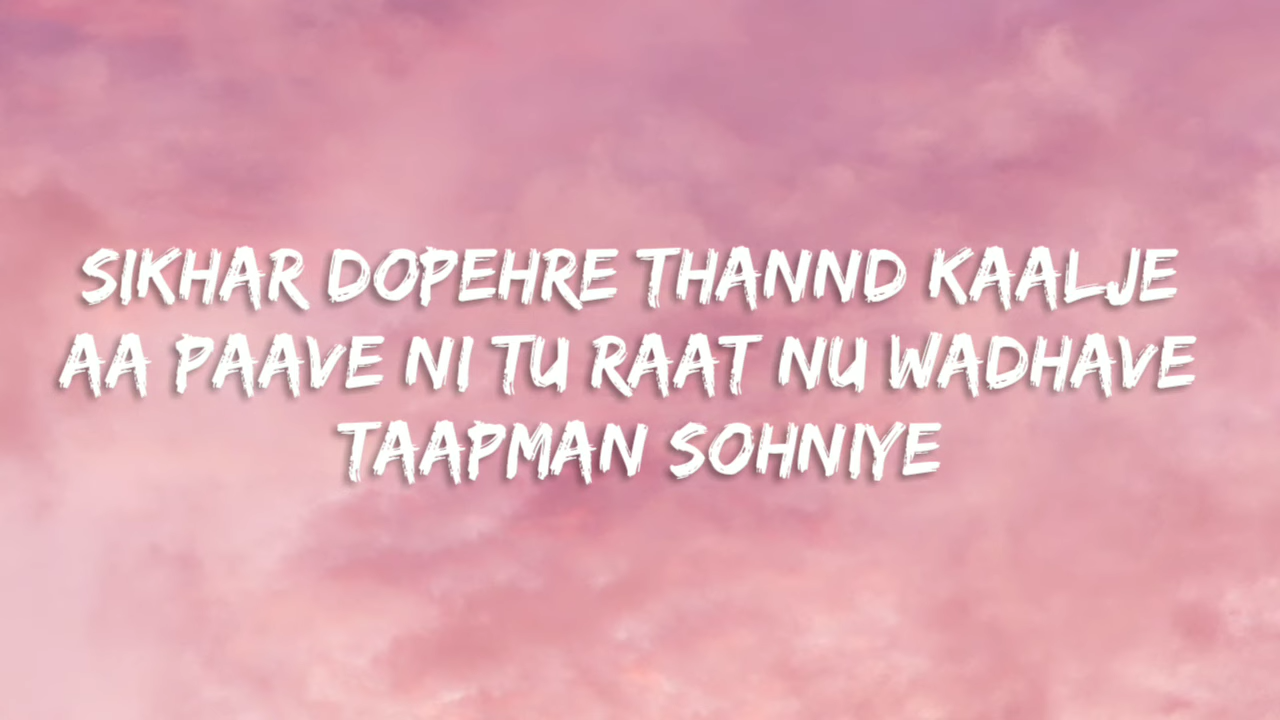 SIKHAR DOPEHRE THANND KAALJE
AA PAAVE NI TU RAAT NU WADHAVE
TAAPMAN SOHNIYE